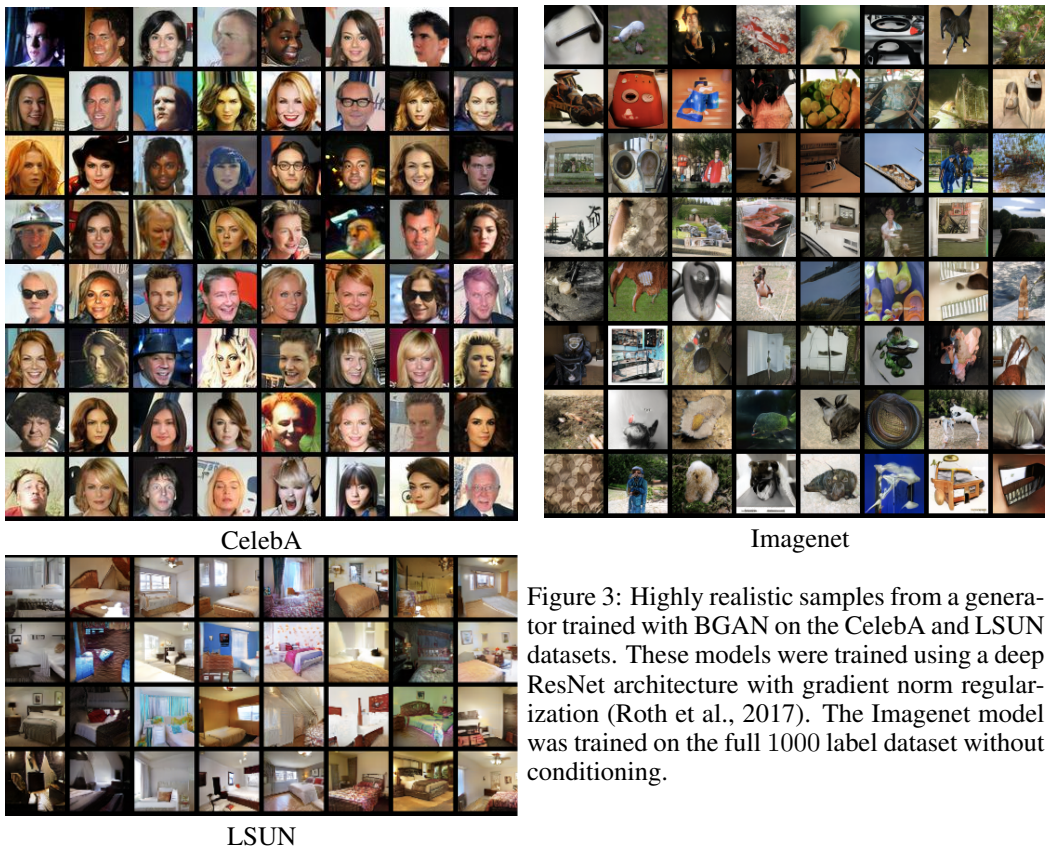 CelebA
Imagenet
LSUN
Figure 3: Highly realistic samples from a genera-
tor trained with BGAN on the CelebA and LSUN
datasets. These models were trained using a deep
ResNet architecture with gradient norm regular-
ization (Roth et al., 2017). The Imagenet model
was trained on the full 1000 label dataset without
conditioning.